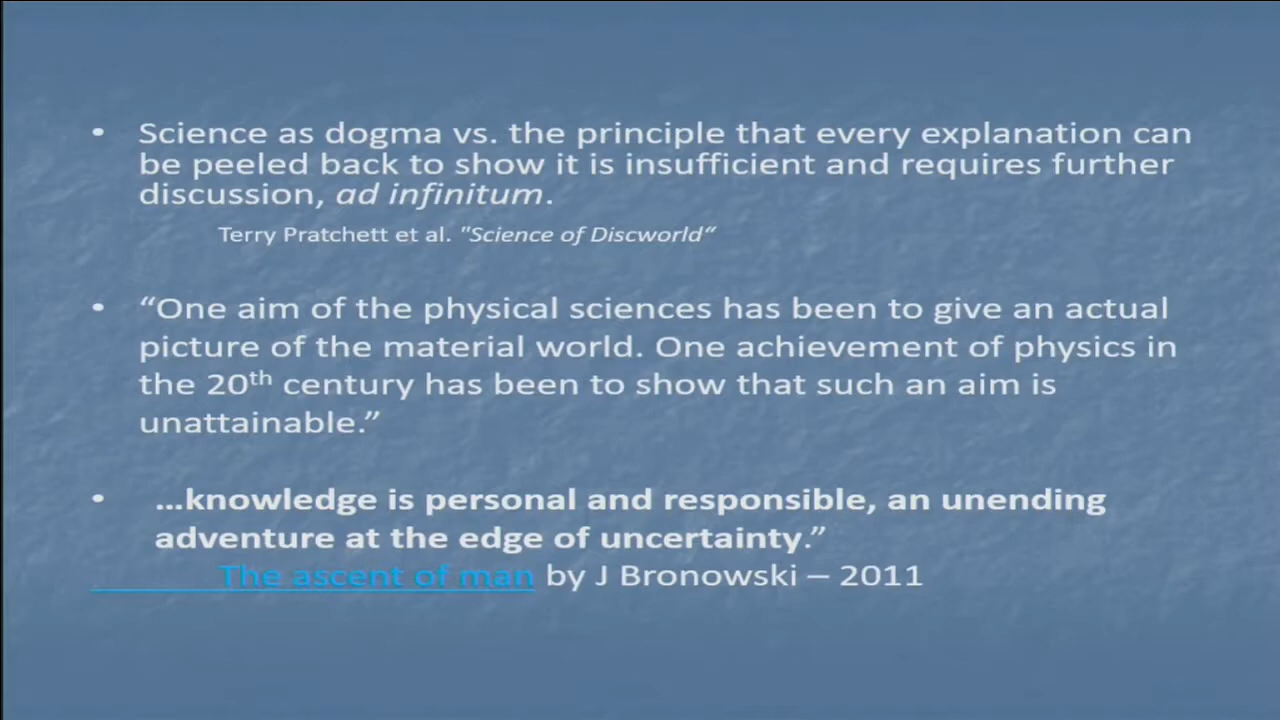 • Science as dogma vs. the principle that every explanation can
be peeled back to show it is insufficient and requires further
discussion, ad infinitum.
Terry Pratchett et al. "Science of Discworld“
• “One aim of the physical sciences has been to give an actual
picture of the material world. One achievement of physics in
the 20th century has been to show that such an aim is
unattainable.”
• …knowledge is personal and responsible, an unending
adventure at the edge of uncertainty.”
The ascent of man by J Bronowski – 2011